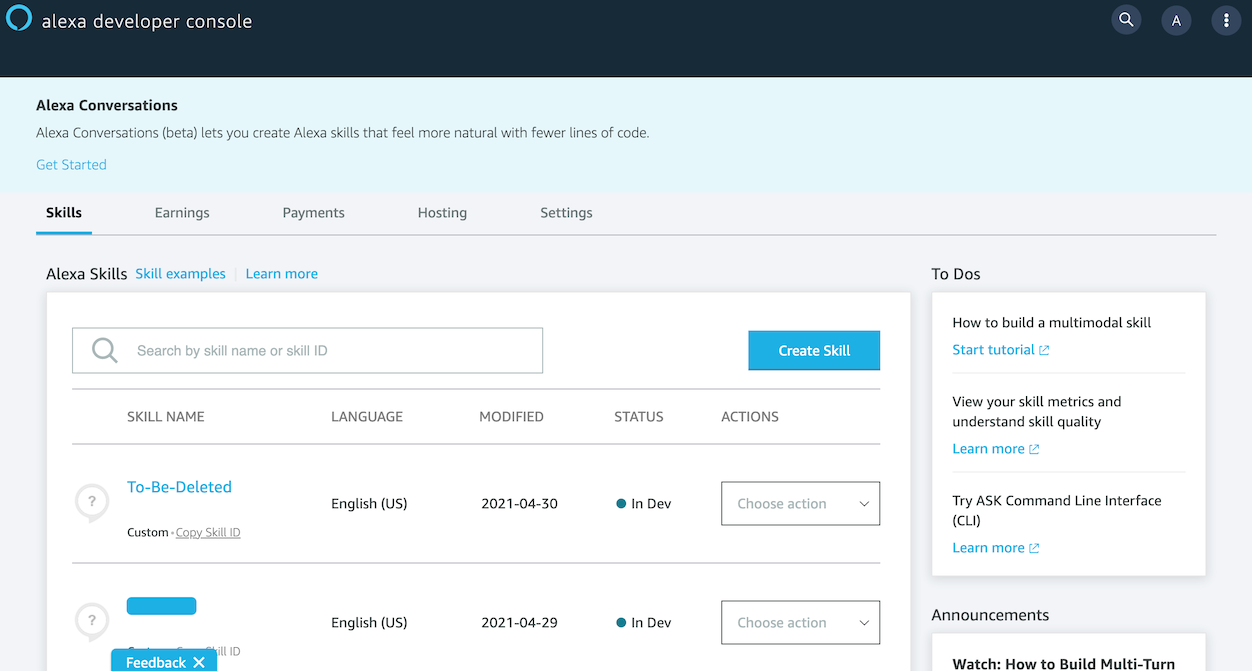 alexa developer console
A
Alexa Conversations
Alexa Conversations (beta) lets you create Alexa skills that feel more natural with fewer lines of code.
Get Started
Skills Earnings Payments Hosting Settings
Alexa Skills Skill examples Learn more
Search by skill name or skill ID
Create Skill
SKILL NAME LANGUAGE MODIFIED STATUS ACTIONS
?
To-Be-Deleted
Custom • Copy Skill ID
English (US)
2021-04-30
In Dev
Choose action
?
English (US)
2021-04-29
In Dev
Choose action
ll ID
Feedback
To Dos
How to build a multimodal skill
Start tutorial
View your skill metrics and
understand skill quality
Learn more
Try ASK Command Line Interface
(CLI)
Learn more
Announcements
Watch: How to Build Multi-Turn